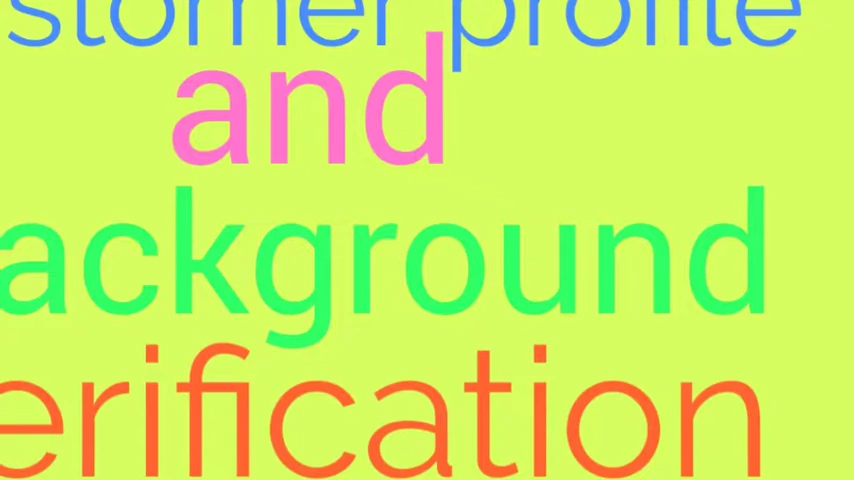 stomer profile
and
ackground
erification